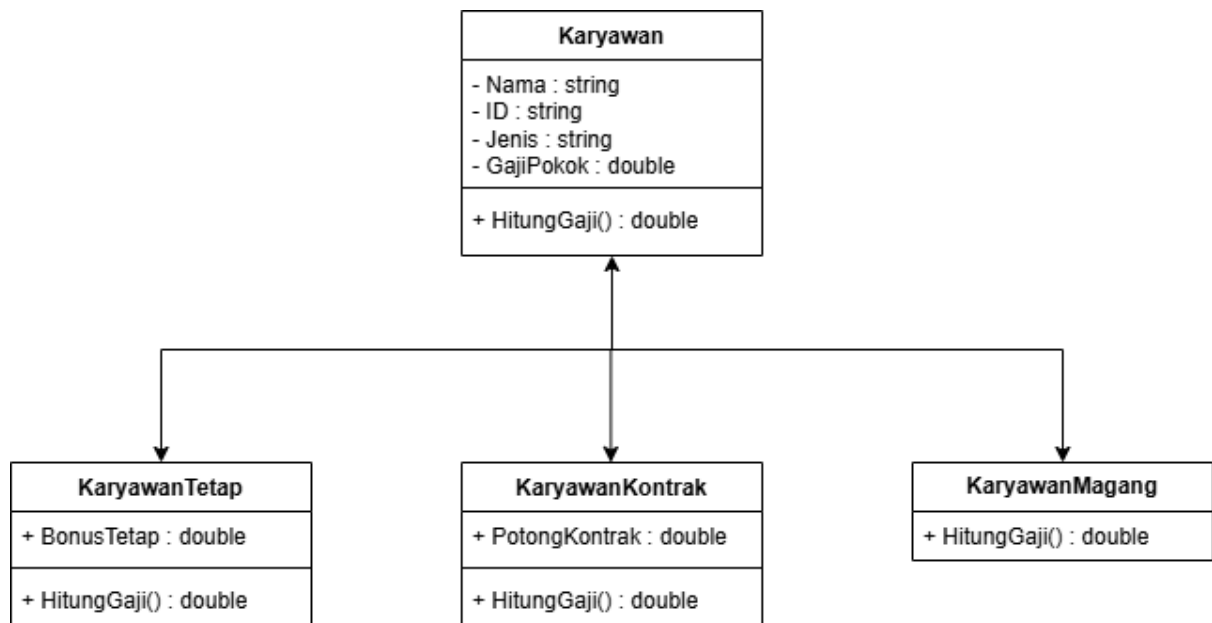 Karyawan
- Nama : string
- ID : string
- Jenis : string
- GajiPokok : double
+ HitungGaji() : double
KaryawanTetap
+ BonusTetap : double
+ HitungGaji() : double
KaryawanKontrak
+ PotongKontrak : double
+ HitungGaji() : double
KaryawanMagang
+ HitungGaji() : double